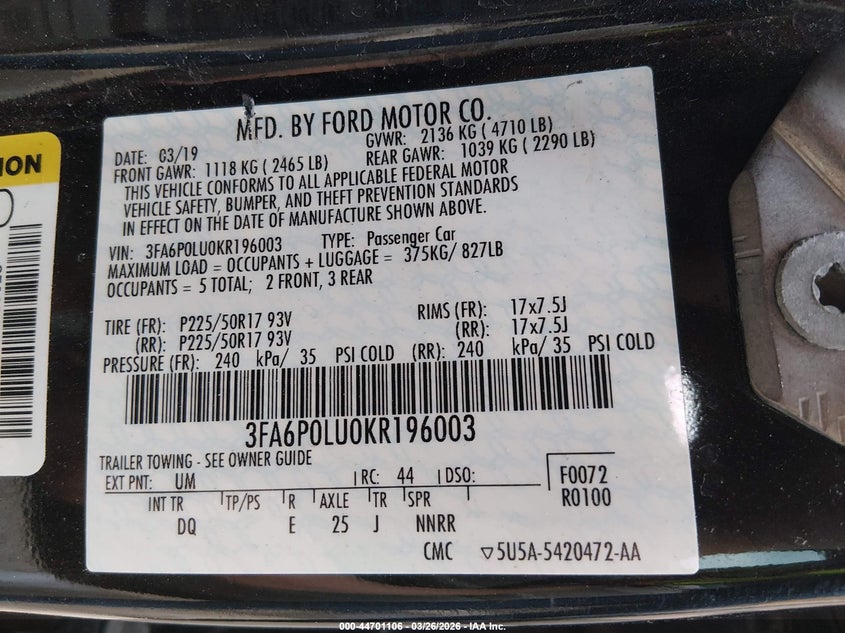 MFD. BY FORD MOTOR CO.
DATE: 03/19 GVWR: 2136 KG ( 4710 LB)
FRONT GAWR: 1118 KG ( 2465 LB) REAR GAWR: 1039 KG ( 2290 LB)
THIS VEHICLE CONFORMS TO ALL APPLICABLE FEDERAL MOTOR
VEHICLE SAFETY, BUMPER, AND THEFT PREVENTION STANDARDS
IN EFFECT ON THE DATE OF MANUFACTURE SHOWN ABOVE.
VIN: 3FA6P0LU0KR196003 TYPE: Passenger Car
MAXIMUM LOAD = OCCUPANTS + LUGGAGE = 375KG/ 827LB
OCCUPANTS = 5 TOTAL; 2 FRONT, 3 REAR
TIRE (FR): P225/50R17 93V RIMS (FR): 17x7.5J
(RR): P225/50R17 93V (RR): 17x7.5J
PRESSURE (FR): 240 kPa/ 35 PSI COLD (RR): 240 kPa/ 35 PSI COLD
3FA6P0LU0KR196003
TRAILER TOWING - SEE OWNER GUIDE
EXT PNT: UM RC: 44 DSO: F0072
R0100
INT TR TP/PS R AXLE TR SPR
DQ E 25 J NNRR
CMC ▽5U5A-5420472-AA
ION
000-44701106 - 03/26/2026 - IAA Inc.